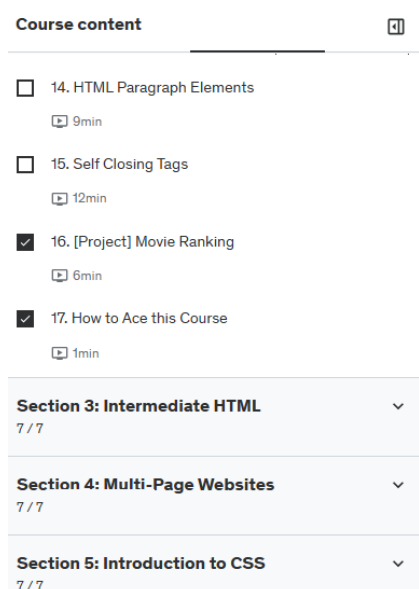 Course content
14. HTML Paragraph Elements
9min
15. Self Closing Tags
12min
16. [Project] Movie Ranking
6min
17. How to Ace this Course
1min
Section 3: Intermediate HTML
7 / 7
Section 4: Multi-Page Websites
7 / 7
Section 5: Introduction to CSS
7 / 7